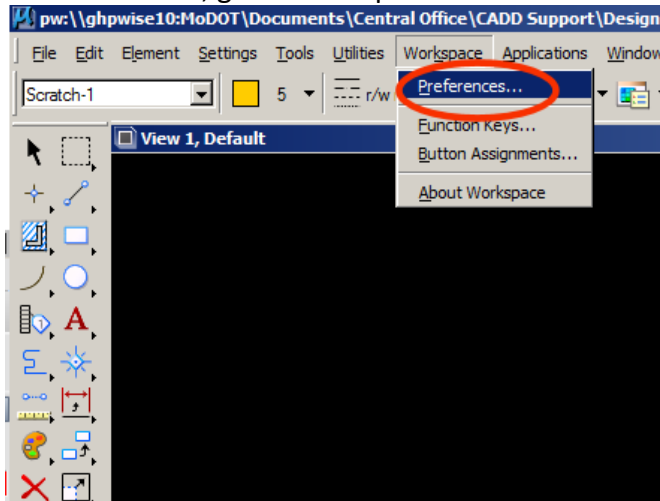 pw:\\ghpwise10:MoDOT\Documents\Central Office\CADD Support\Design
File Edit Element Settings Tools Utilities Workspace Applications Window
Scratch-1 5 r/w
Preferences...
Function Keys...
Button Assignments...
About Workspace
View 1, Default
A